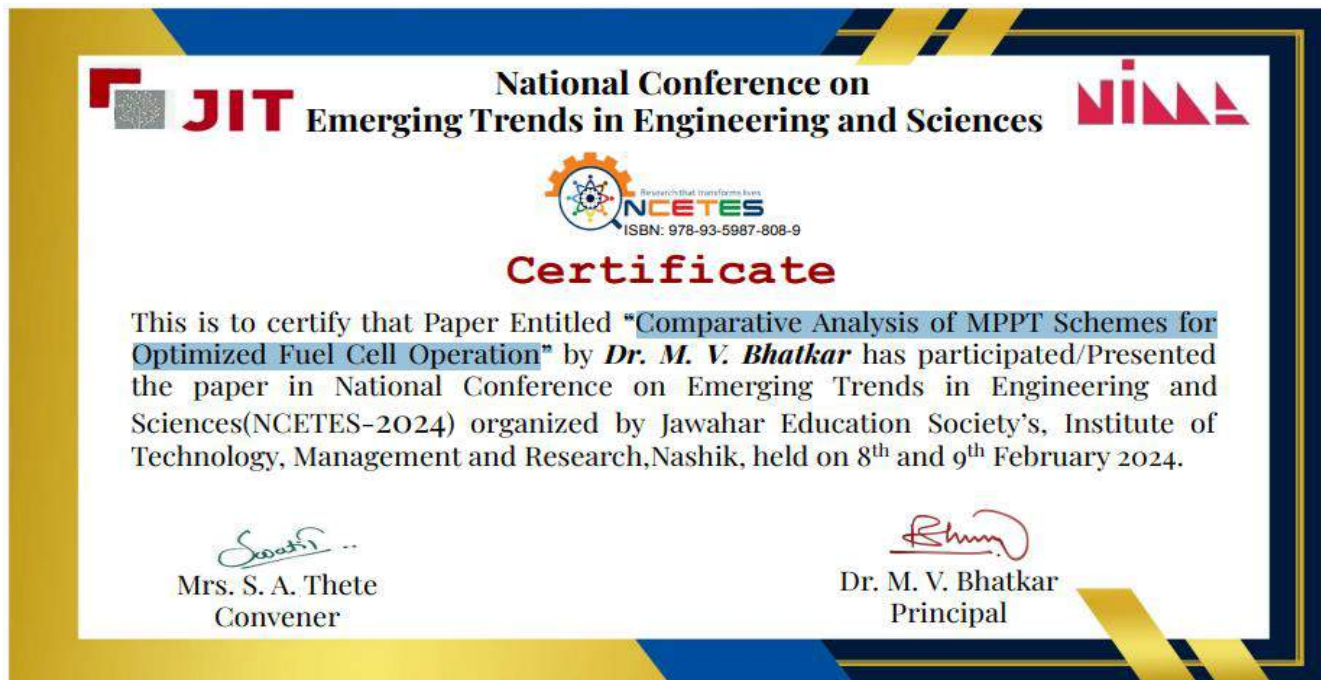 JIT
National Conference on
Emerging Trends in Engineering and Sciences
NIMA
Research that transforms lives
NCETES
ISBN: 978-93-5987-808-9
Certificate
This is to certify that Paper Entitled "Comparative Analysis of MPPT Schemes for
Optimized Fuel Cell Operation" by Dr. M. V. Bhatkar has participated/Presented
the paper in National Conference on Emerging Trends in Engineering and
Sciences(NCETES-2024) organized by Jawahar Education Society's, Institute of
Technology, Management and Research,Nashik, held on 8th and 9th February 2024.
Mrs. S. A. Thete
Convener
Dr. M. V. Bhatkar
Principal